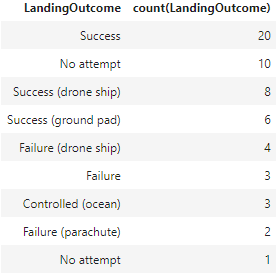 LandingOutcome count(LandingOutcome)
Success 20
No attempt 10
Success (drone ship) 8
Success (ground pad) 6
Failure (drone ship) 4
Failure 3
Controlled (ocean) 3
Failure (parachute) 2
No attempt 1